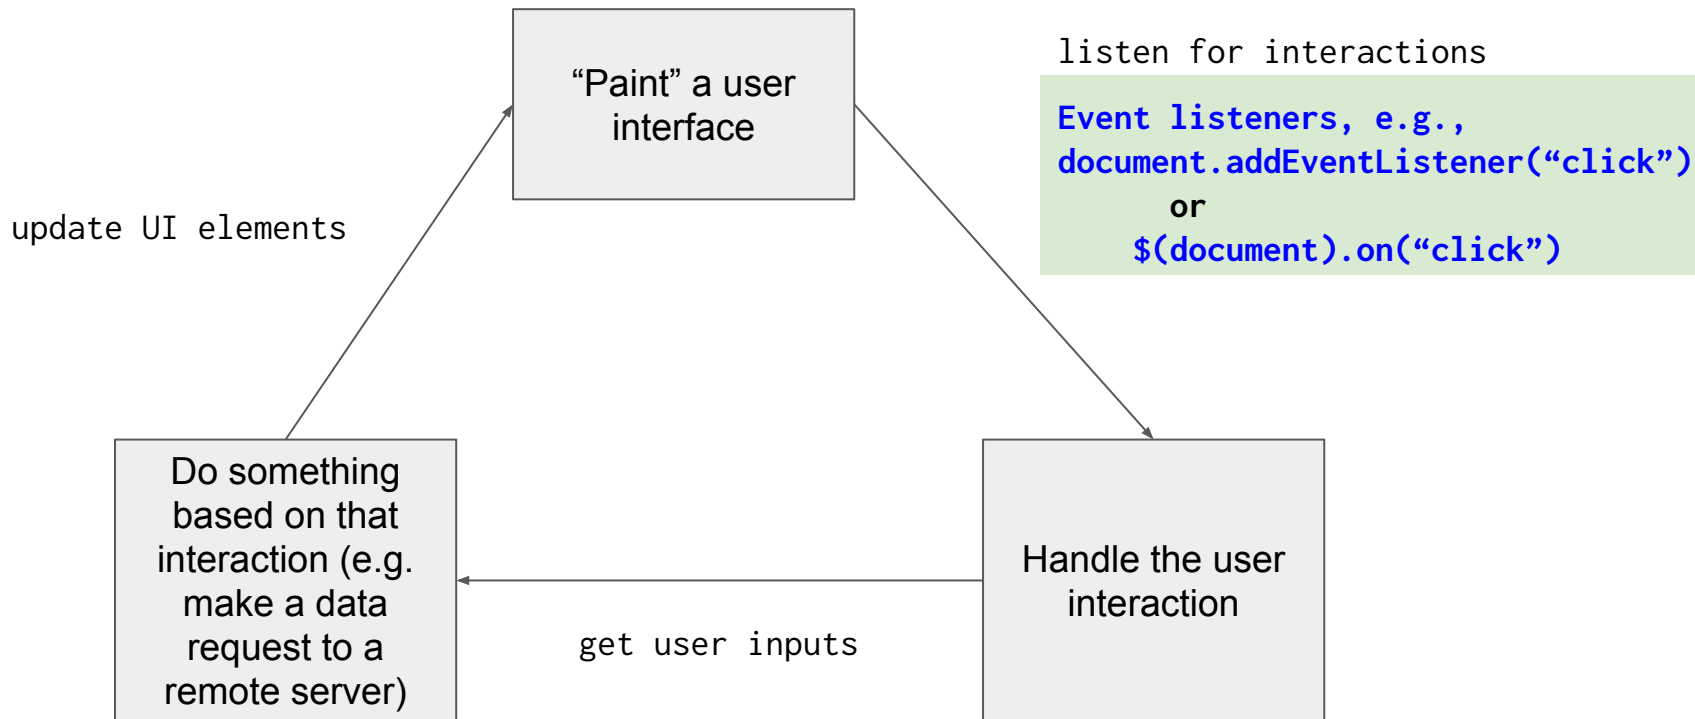 “Paint” a user
interface
listen for interactions
Event listeners, e.g.,
document.addEventListener(“click”)
or
$(document).on(“click”)
update UI elements
Do something
based on that
interaction (e.g.
make a data
request to a
remote server)
get user inputs
Handle the user
interaction